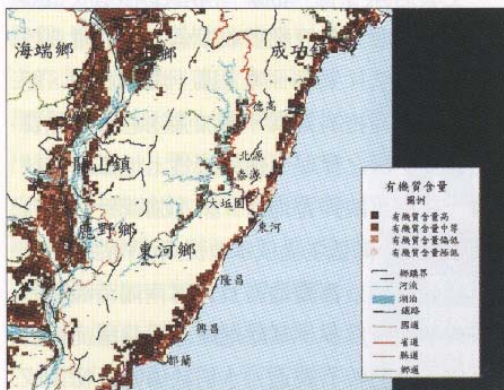 海端鄉
成功鎮
德高
北源
泰源
關山鎮
大坵園
鹿野鄉
東河
東河鄉
隆昌
興昌
都蘭
有機質含量
圖例
有機質含量高
有機質含量中等
有機質含量偏低
有機質含量極低
鄉鎮界
河流
湖泊
鐵路
國道
省道
縣道
鄉道